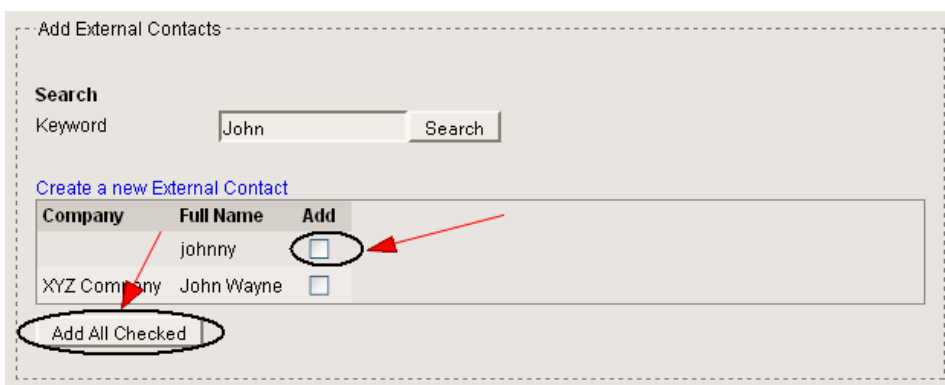 Add External Contacts
Search
Keyword John Search
Create a new External Contact
Company Full Name Add
johnny
XYZ Company John Wayne
Add All Checked